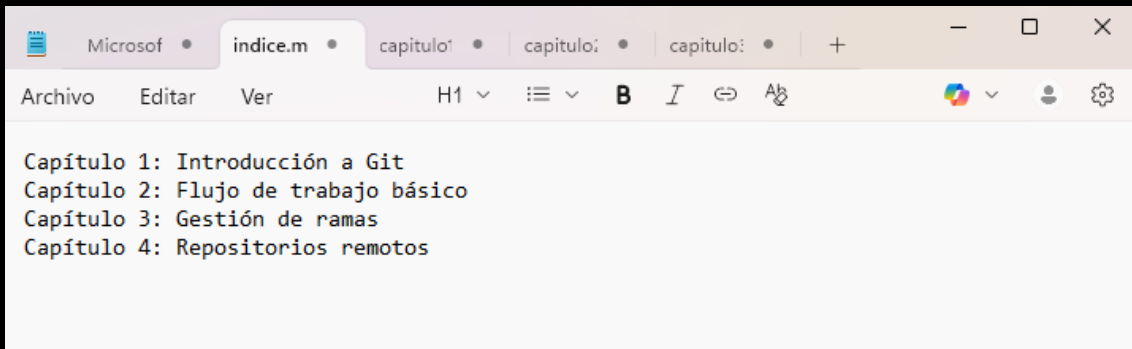 Microsof
indice.m
capitulo1
capitulo2
capitulo3
Archivo Editar Ver H1 B I
Capítulo 1: Introducción a Git
Capítulo 2: Flujo de trabajo básico
Capítulo 3: Gestión de ramas
Capítulo 4: Repositorios remotos